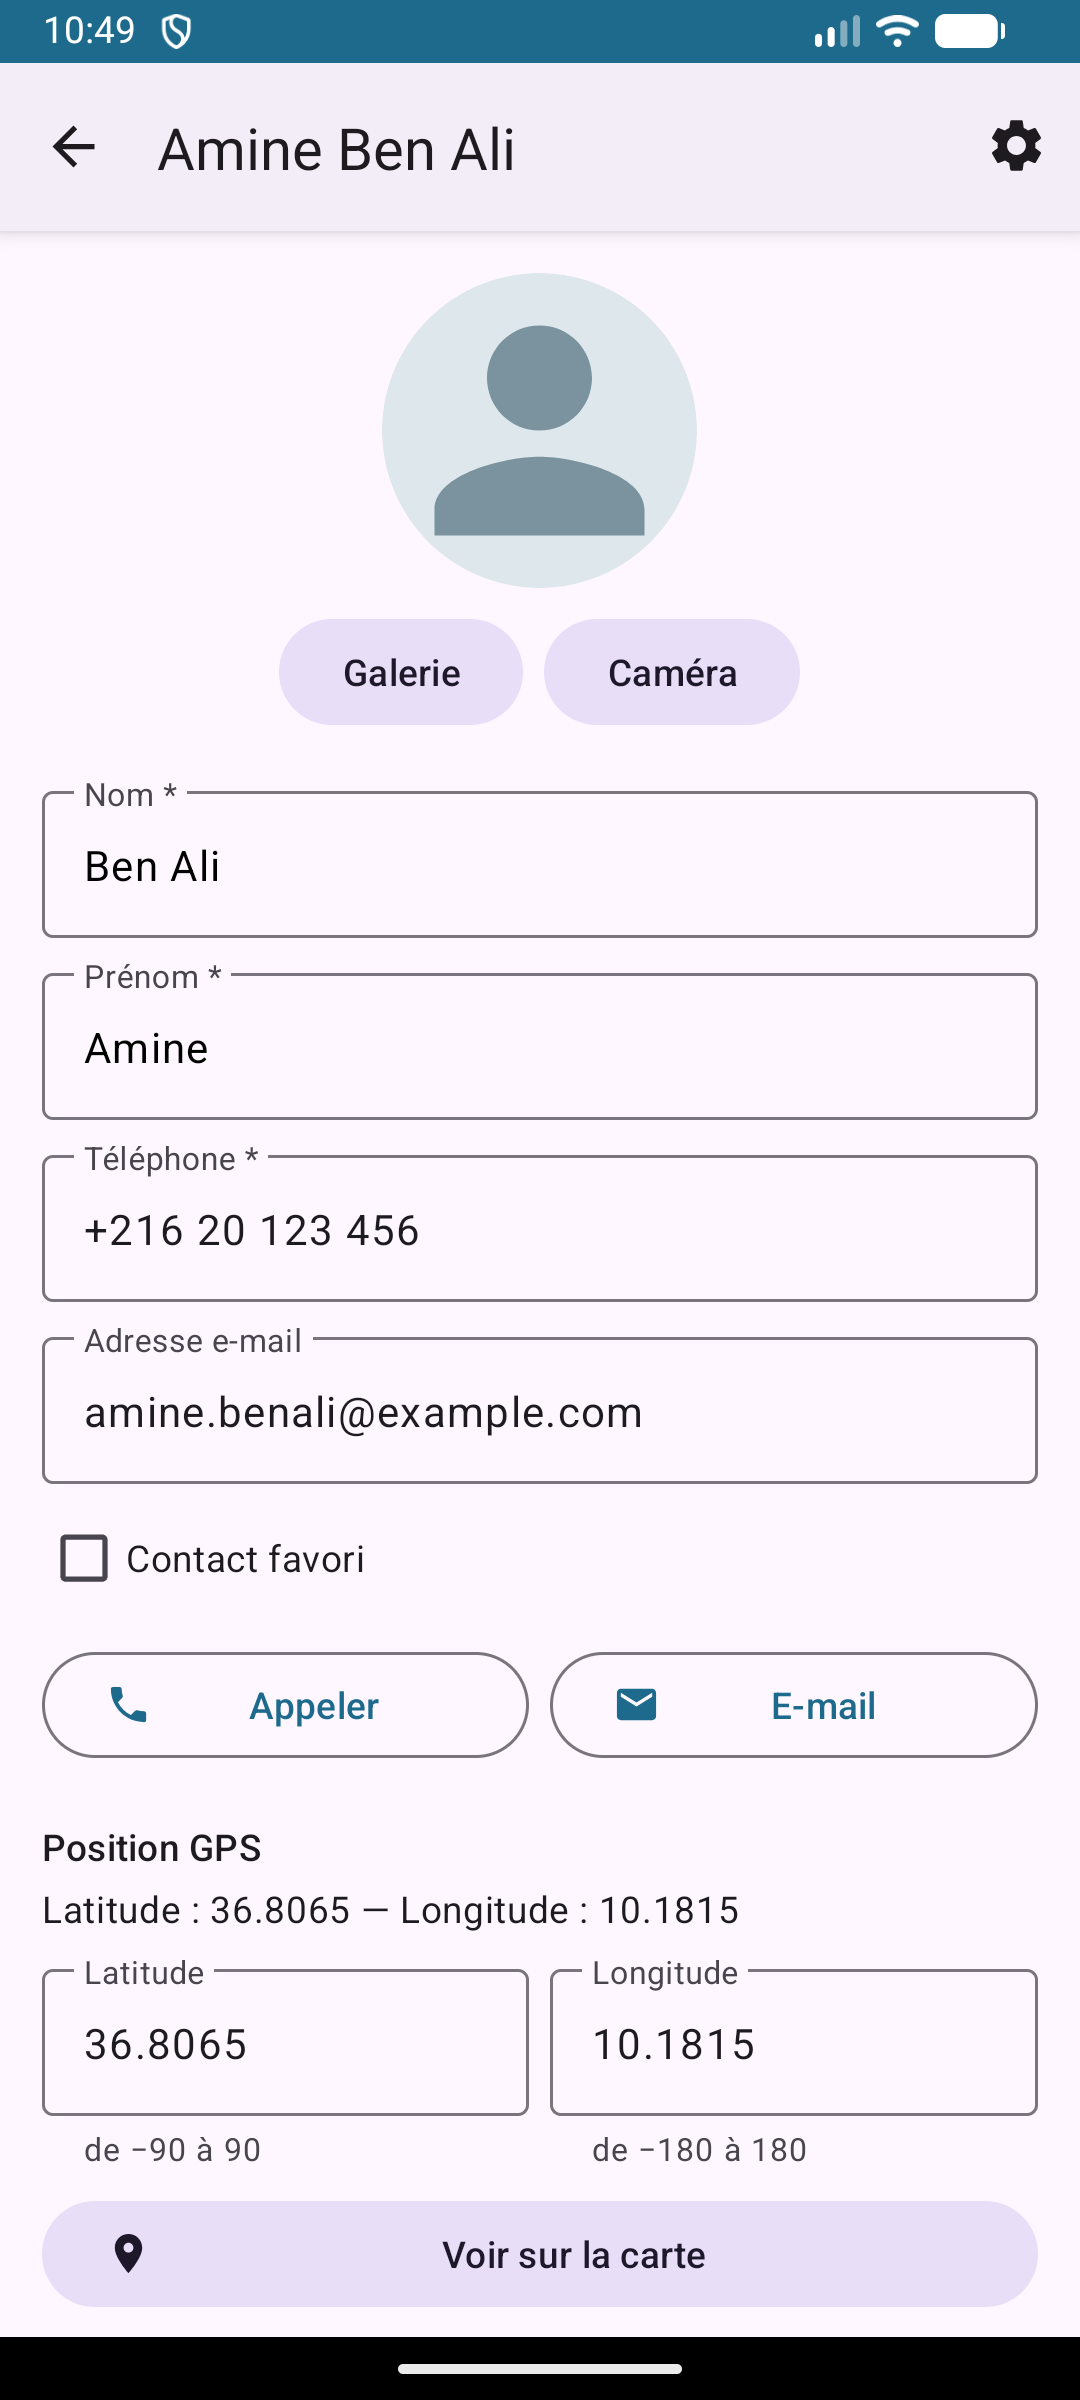 10:49
Amine Ben Ali
Galerie
Caméra
Nom *
Ben Ali
Prénom *
Amine
Téléphone *
+216 20 123 456
Adresse e-mail
amine.benali@example.com
Contact favori
Appeler
E-mail
Position GPS
Latitude : 36.8065 — Longitude : 10.1815
Latitude
36.8065
de −90 à 90
Longitude
10.1815
de −180 à 180
Voir sur la carte